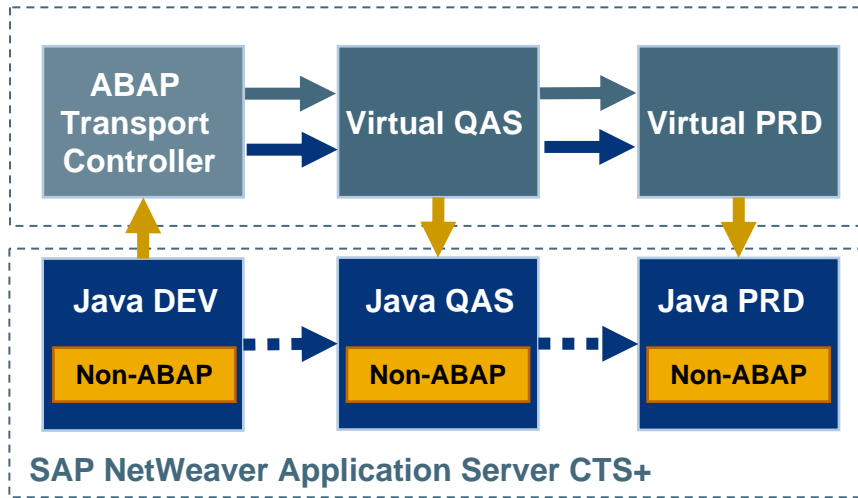 ABAP
Transport
Controller
Virtual QAS
Virtual PRD
Java DEV
Java QAS
Java PRD
Non-ABAP
Non-ABAP
Non-ABAP
SAP NetWeaver Application Server CTS+